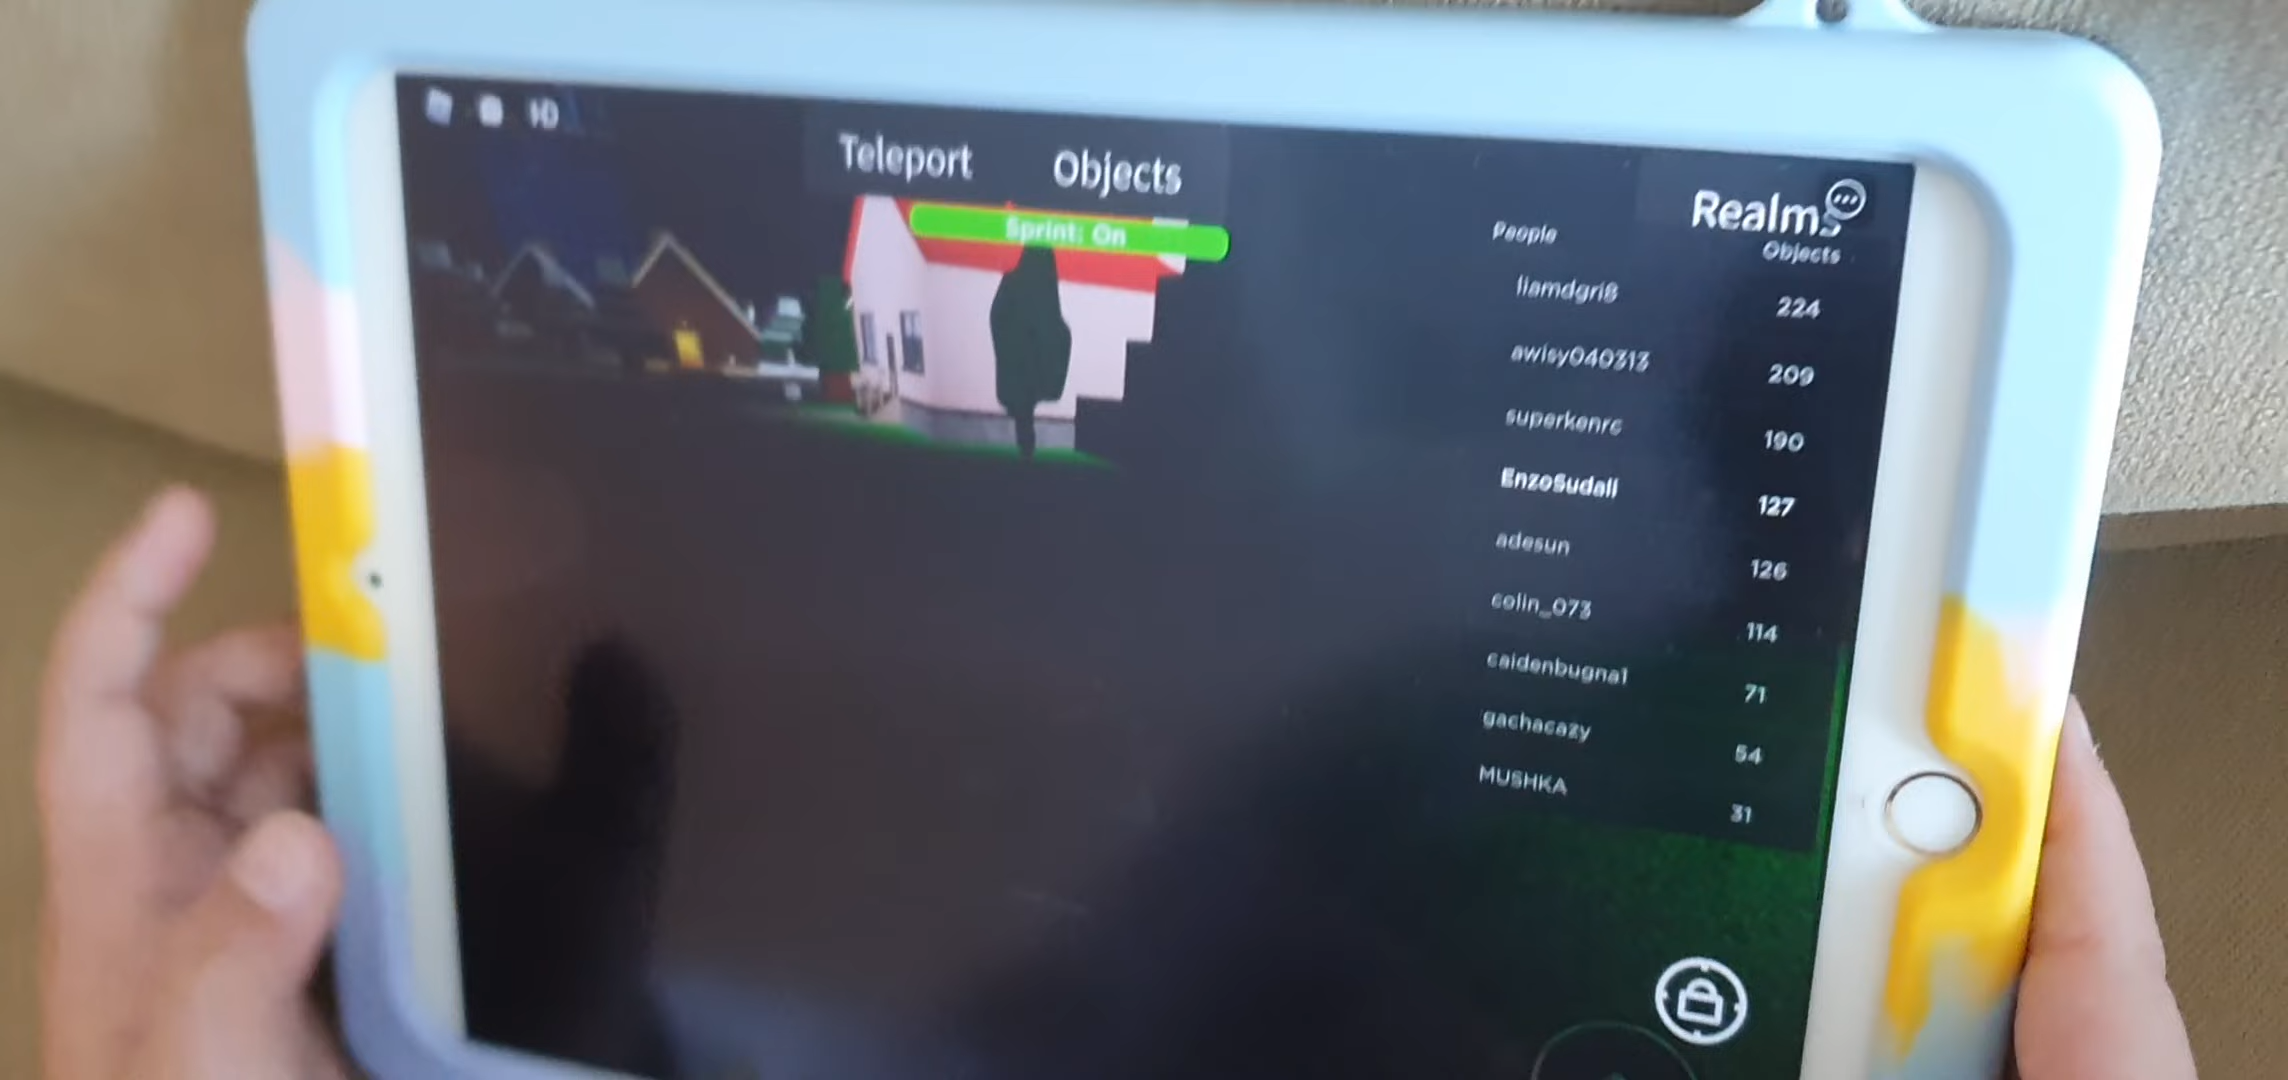 Teleport Objects
Realms
Sprint: On
People Objects
liamdgri8 224
awisy040313 209
superkenrc 190
EnzoSudall 127
adesun 126
colin_073 114
caidenbugna1 71
gachacazy 54
MUSHKA 31